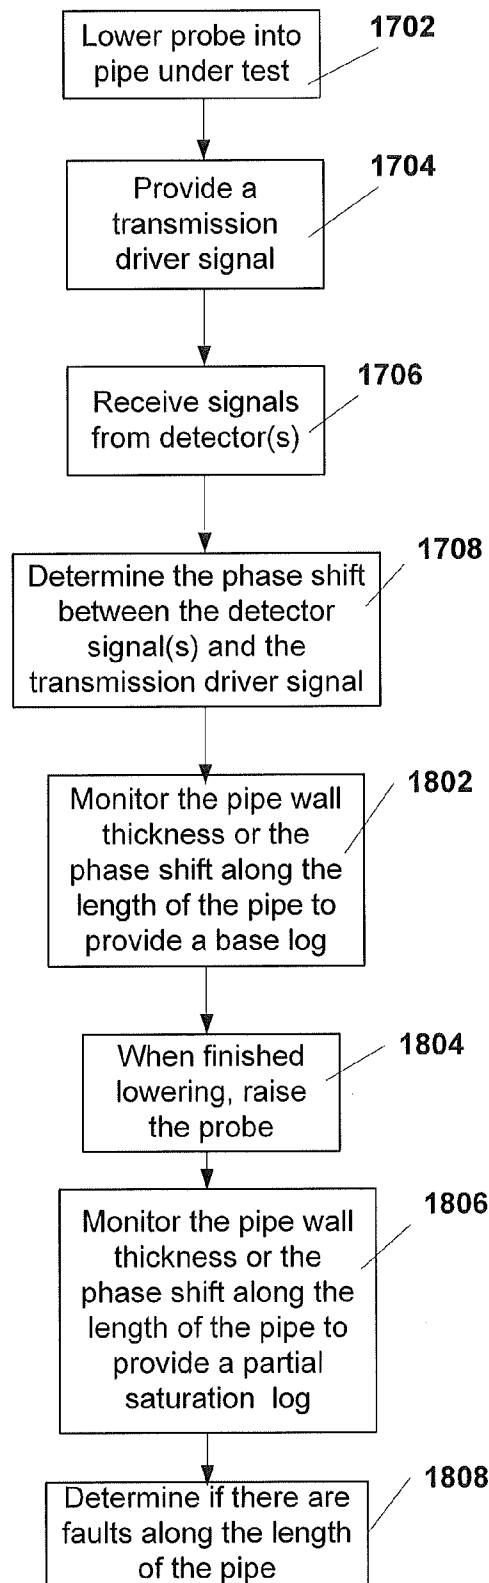 Lower probe into
pipe under test
1702
Provide a
transmission
driver signal
1704
Receive signals
from detector(s)
1706
Determine the phase shift
between the detector
signal(s) and the
transmission driver signal
1708
Monitor the pipe wall
thickness or the
phase shift along the
length of the pipe to
provide a base log
1802
When finished
lowering, raise
the probe
1804
Monitor the pipe wall
thickness or the
phase shift along the
length of the pipe to
provide a partial
saturation log
1806
Determine if there are
faults along the length
of the pipe
1808